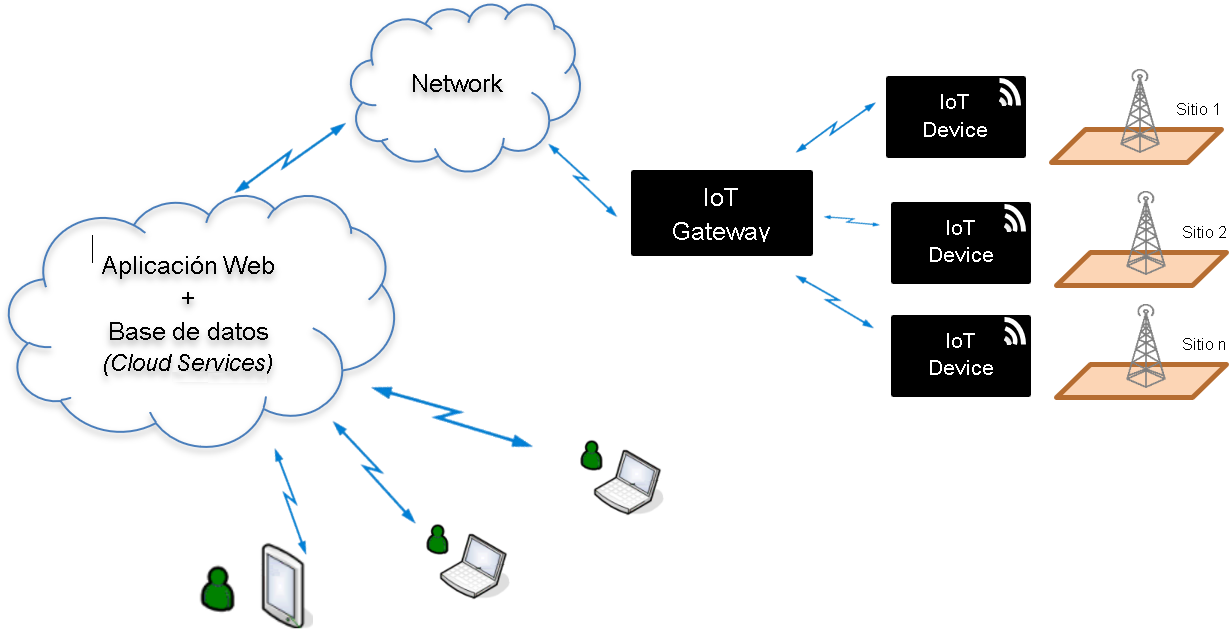 Network
IoT
Device
Sitio 1
IoT
Gateway
IoT
Device
Sitio 2
Aplicación Web
+
Base de datos
(Cloud Services)
IoT
Device
Sitio n